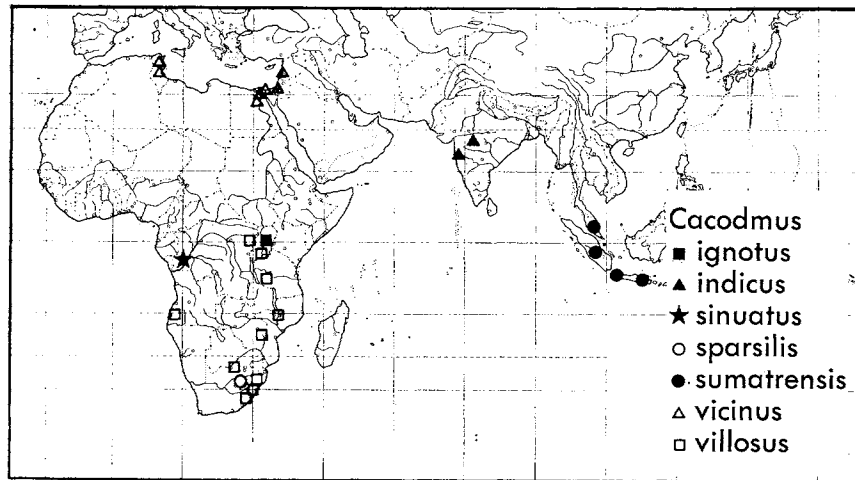 Cacodmus
ignotus
indicus
sinuatus
sparsilis
sumatrensis
vicinus
villosus